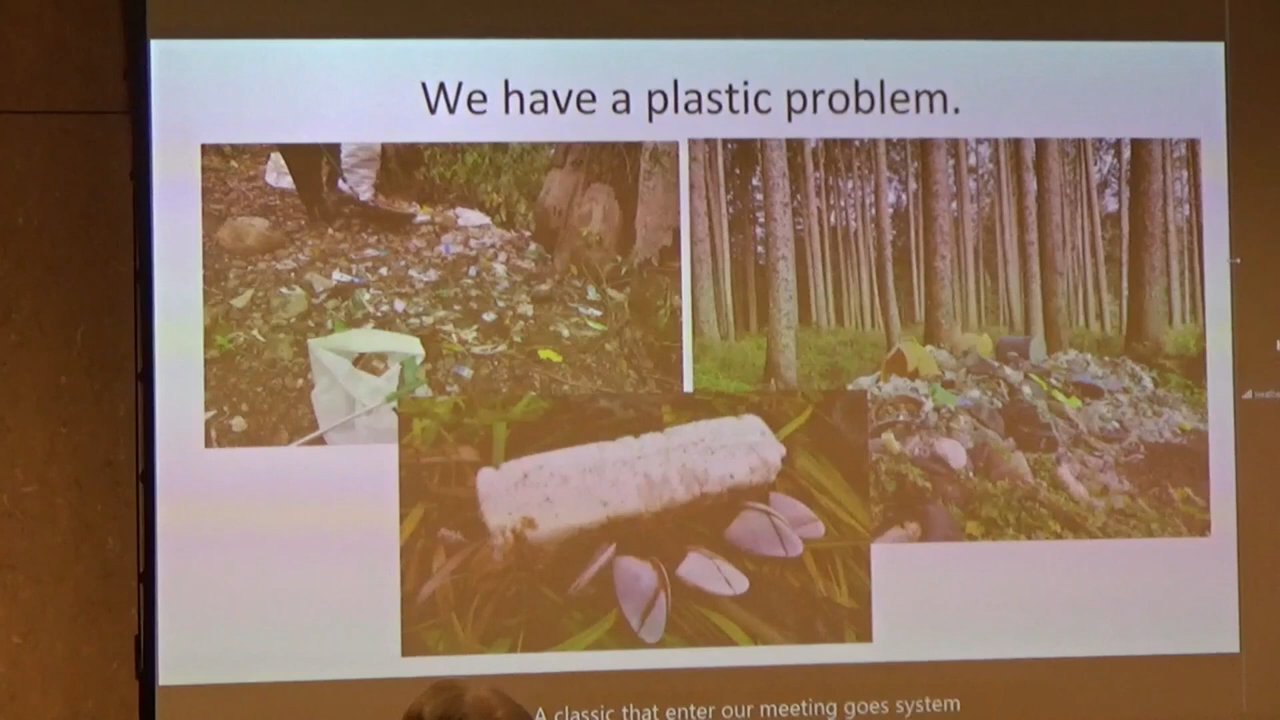 We have a plastic problem.
A classic that enter our meeting goes system